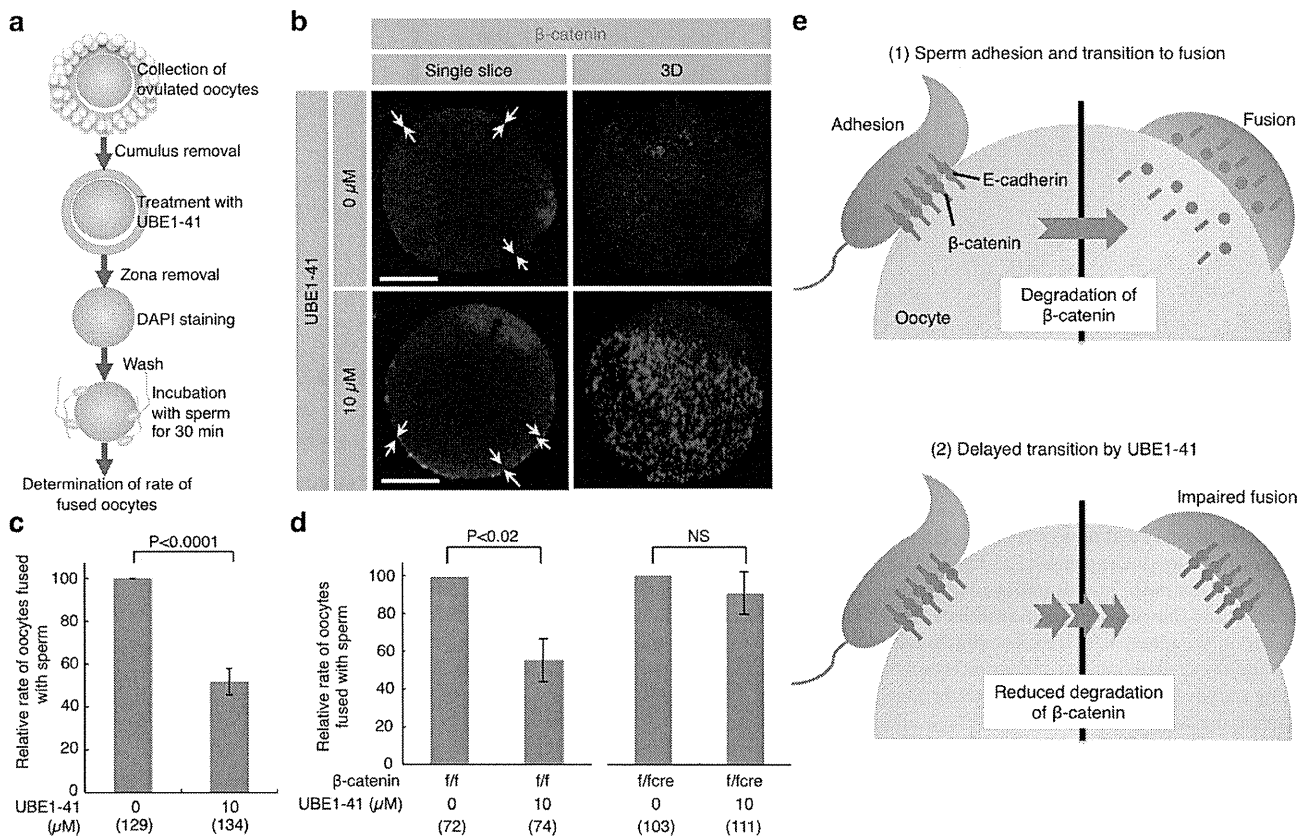 a
Collection of
ovulated oocytes
Cumulus removal
Treatment with
UBE1-41
Zona removal
DAPI staining
Wash
Incubation
with sperm
for 30 min
Determination of rate of
fused oocytes
b
β-catenin
Single slice
3D
UBE1-41
0 µM
10 µM
c
P<0.0001
Relative rate of oocytes fused
with sperm
100
80
60
40
20
0
UBE1-41
(µM)
0
10
(129)
(134)
d
P<0.02
NS
Relative rate of oocytes
fused with sperm
100
80
60
40
20
0
β-catenin
f/f
f/f
f/fcre
f/fcre
UBE1-41 (µM)
0
10
0
10
(72)
(74)
(103)
(111)
e
(1) Sperm adhesion and transition to fusion
Adhesion
Fusion
E-cadherin
β-catenin
Oocyte
Degradation of
β-catenin
(2) Delayed transition by UBE1-41
Impaired fusion
Reduced degradation
of β-catenin